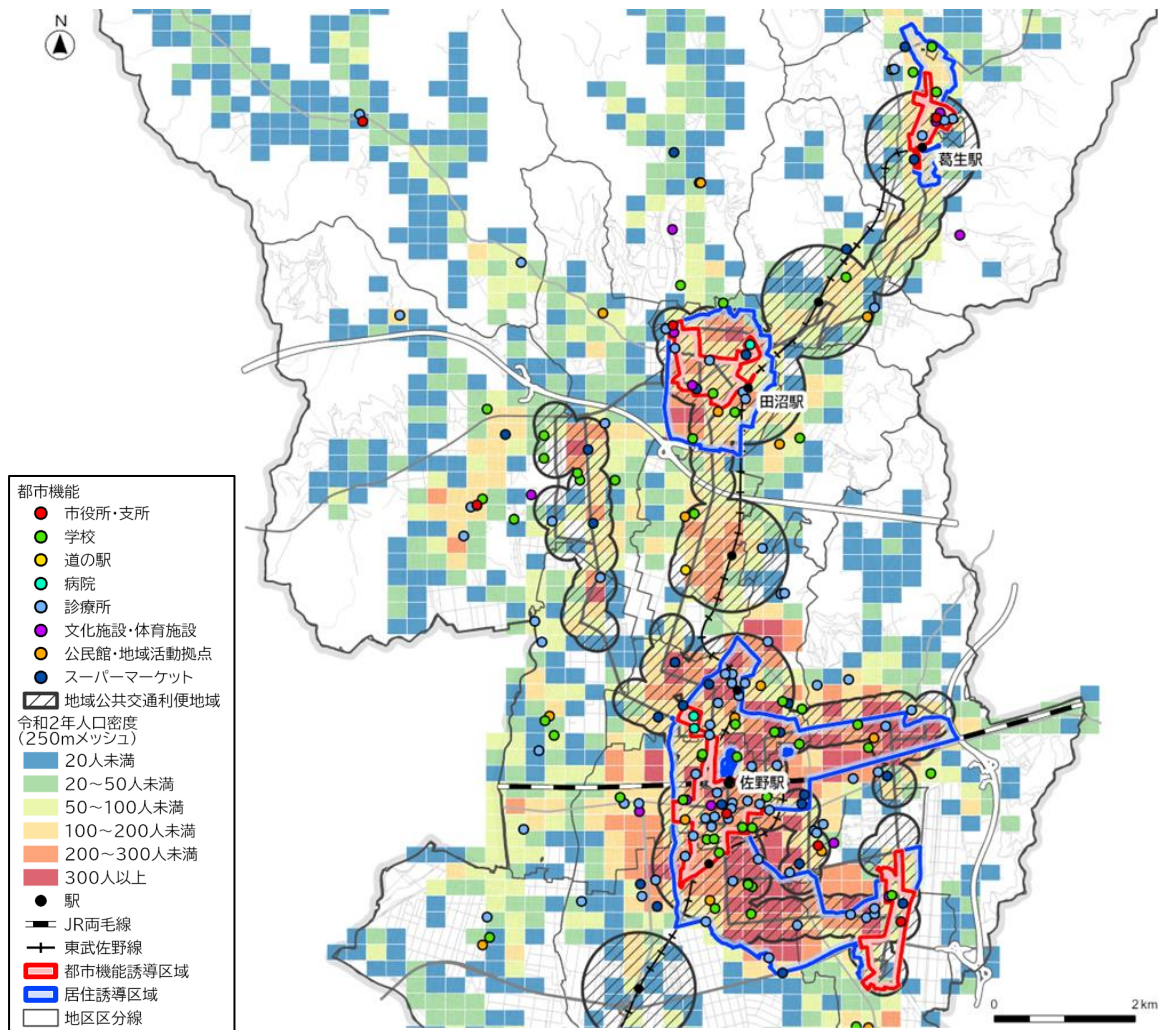 N
葛生駅
田沼駅
佐野駅
都市機能
市役所・支所
学校
道の駅
病院
診療所
文化施設・体育施設
公民館・地域活動拠点
スーパーマーケット
地域公共交通利便地域
令和2年人口密度
(250mメッシュ)
20人未満
20~50人未満
50~100人未満
100~200人未満
200~300人未満
300人以上
駅
JR両毛線
東武佐野線
都市機能誘導区域
居住誘導区域
地区区分線
0 2km